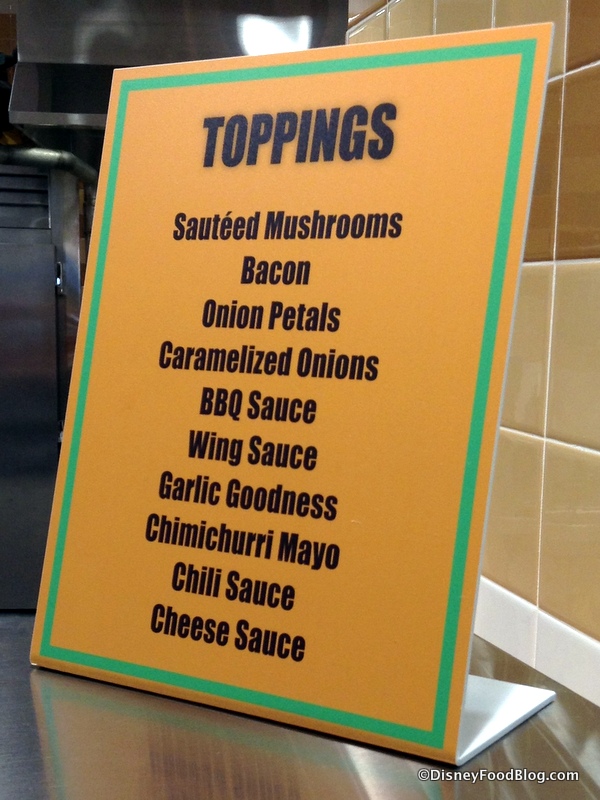 TOPPINGS
Sautéed Mushrooms
Bacon
Onion Petals
Caramelized Onions
BBQ Sauce
Wing Sauce
Garlic Goodness
Chimichurri Mayo
Chili Sauce
Cheese Sauce
©DisneyFoodBlog.com